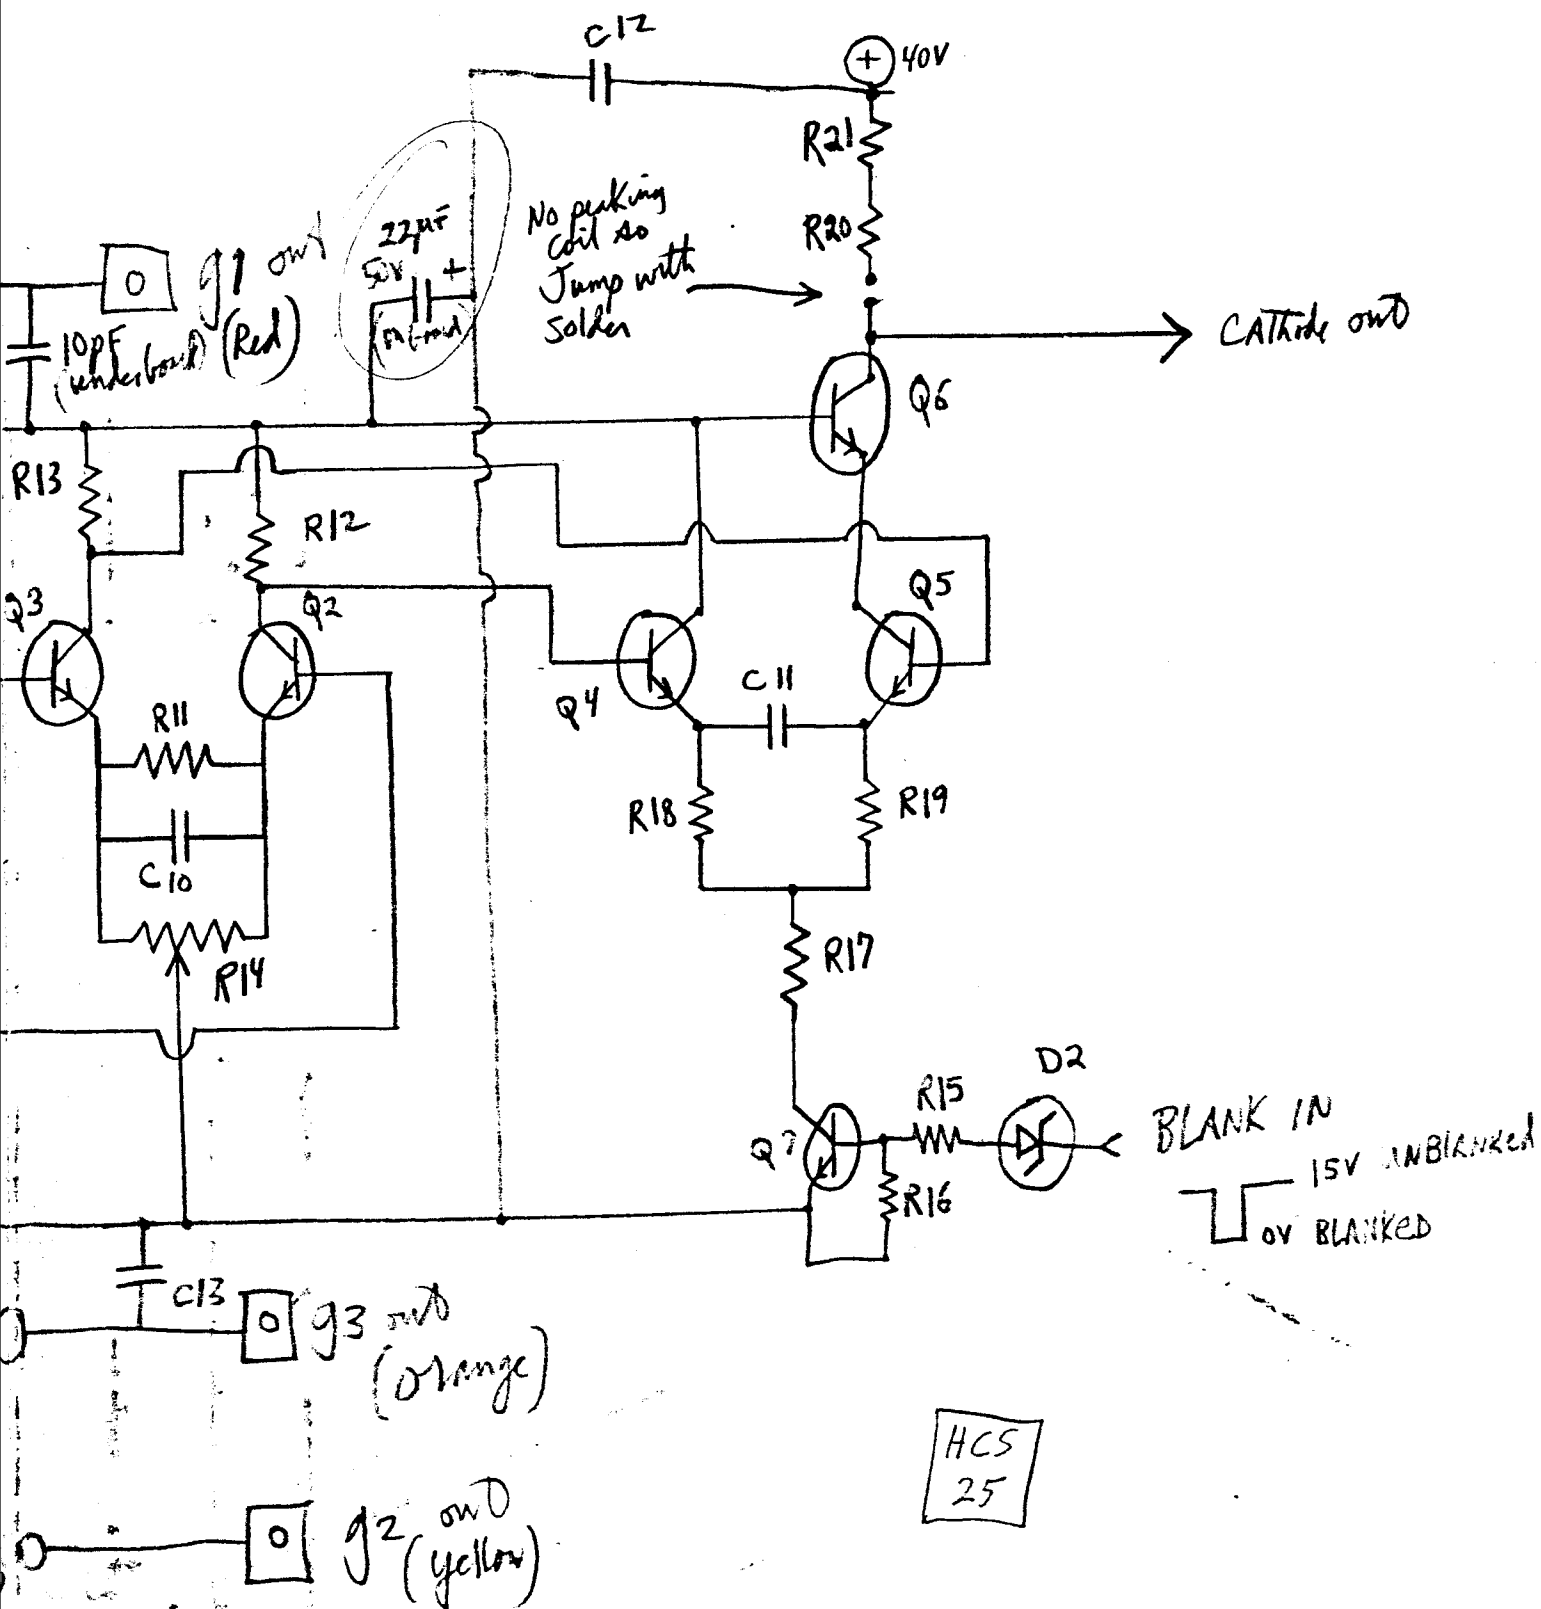 C12
+ 40V
R21
22µF
50V +
No peaking
coil so
Jump with
solder
R20
g1 out
(Red)
10pF
(underboard)
Cathode out
Q6
R13
R12
Q3
Q2
Q5
Q4
C11
R11
R18
R19
C10
R14
R17
D2
R15
BLANK IN
15V UNBLANKED
0V BLANKED
R16
C13
g3 out
(orange)
HCS
25
g2 out
(yellow)